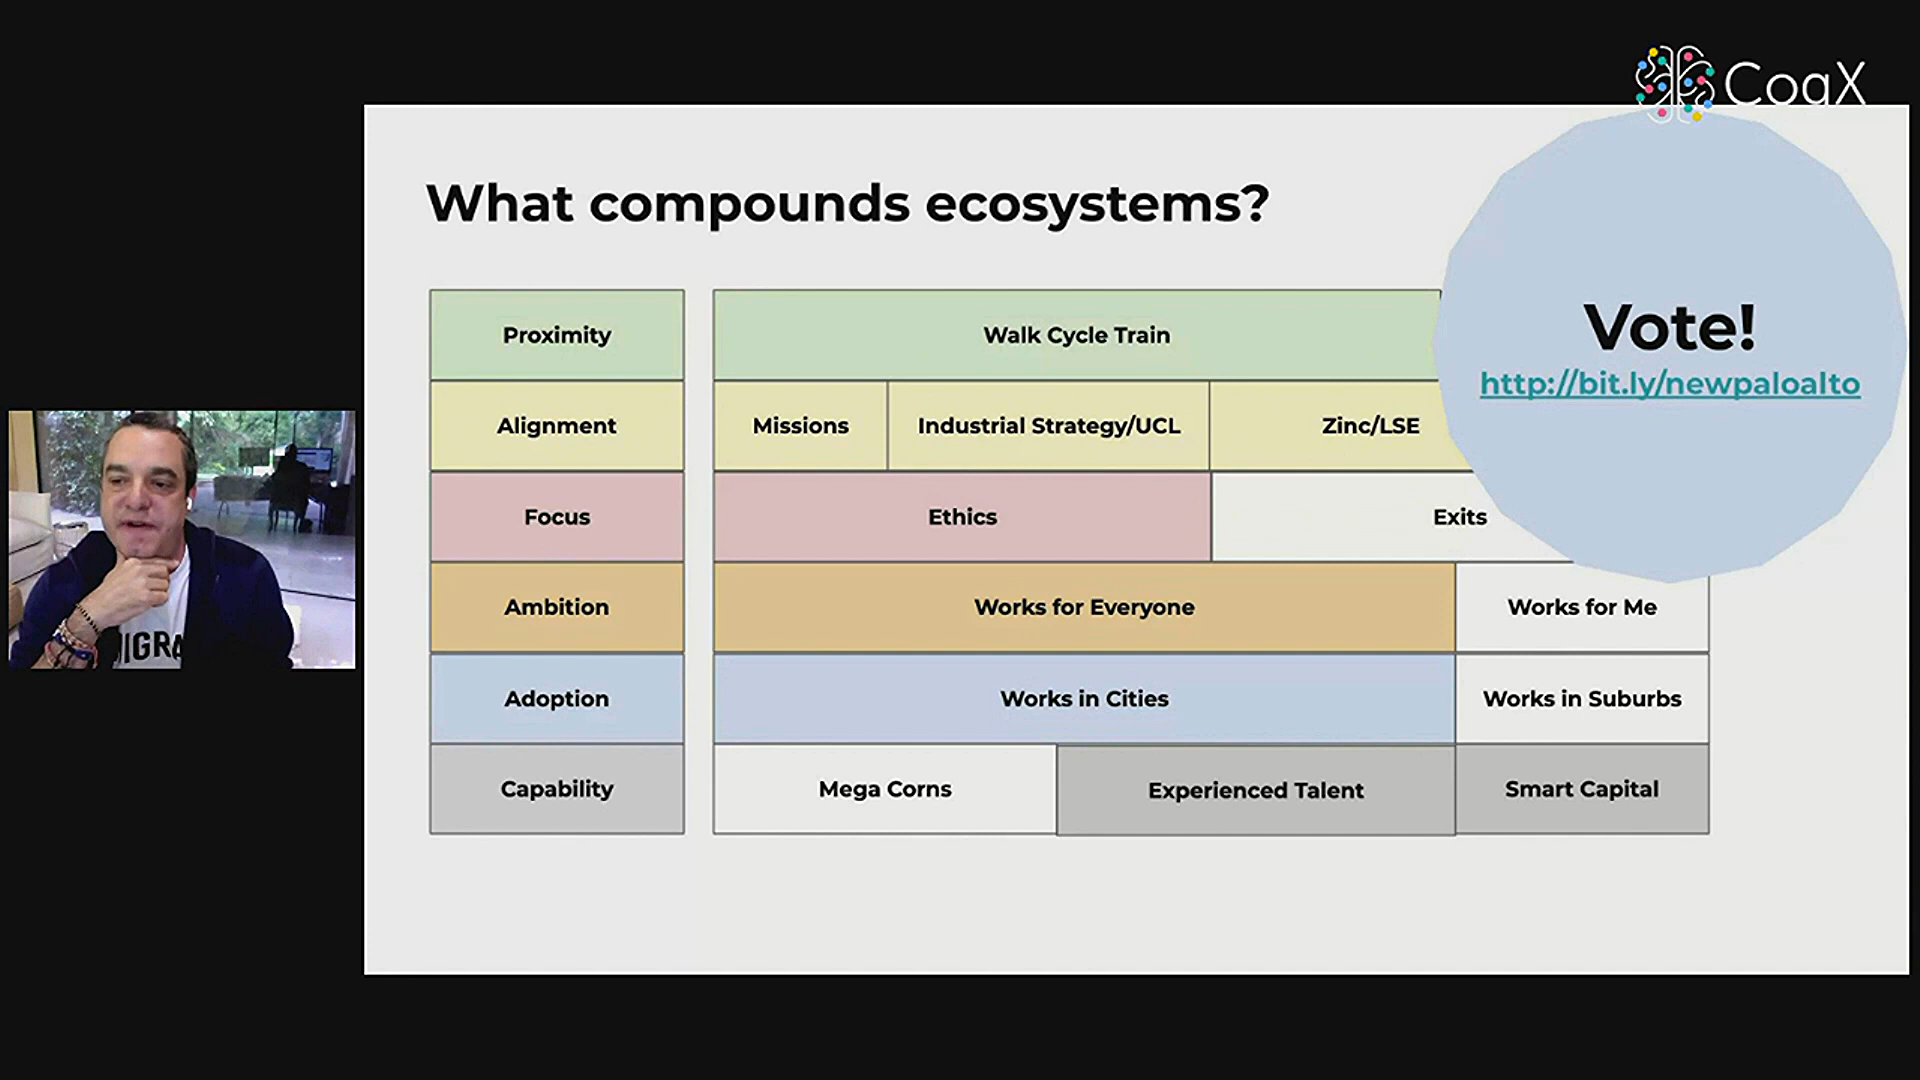 CogX
What compounds ecosystems?
Vote!
http://bit.ly/newpaloalto
Proximity
Walk Cycle Train
Alignment
Missions
Industrial Strategy/UCL
Zinc/LSE
Focus
Ethics
Exits
Ambition
Works for Everyone
Works for Me
Adoption
Works in Cities
Works in Suburbs
Capability
Mega Corns
Experienced Talent
Smart Capital